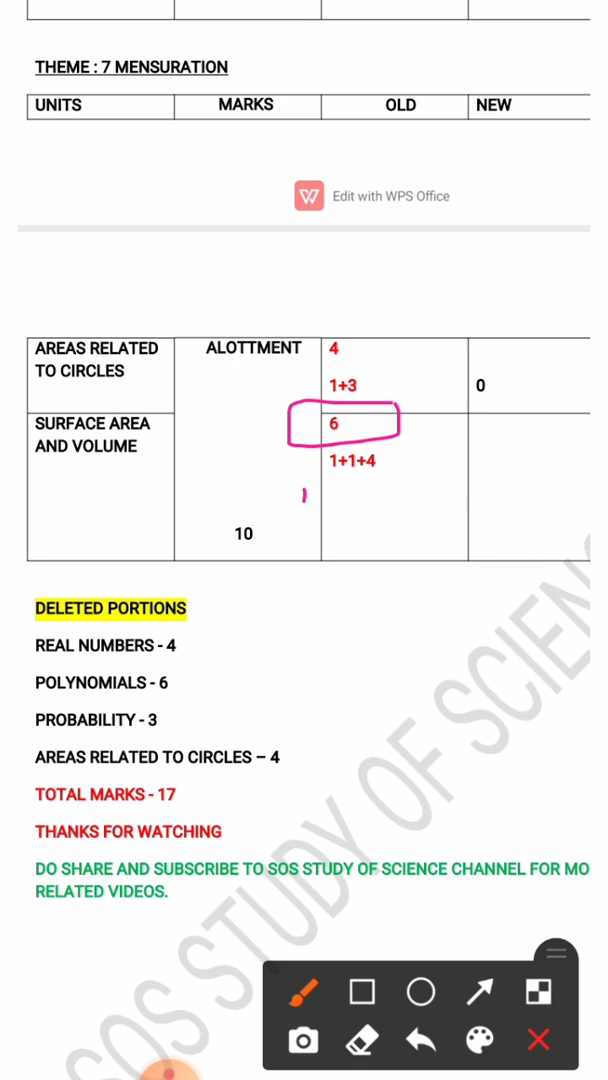 THEME : 7 MENSURATION
UNITS MARKS OLD NEW
Edit with WPS Office
AREAS RELATED TO CIRCLES ALOTTMENT 4
1+3 0
SURFACE AREA AND VOLUME 6
1+1+4
10
DELETED PORTIONS
REAL NUMBERS - 4
POLYNOMIALS - 6
PROBABILITY - 3
AREAS RELATED TO CIRCLES – 4
TOTAL MARKS - 17
THANKS FOR WATCHING
DO SHARE AND SUBSCRIBE TO SOS STUDY OF SCIENCE CHANNEL FOR MO
RELATED VIDEOS.
SOS STUDY OF SCIEN